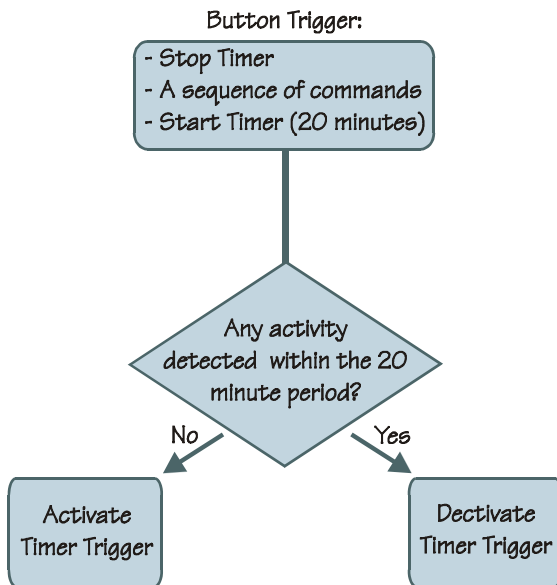 Button Trigger:
- Stop Timer
- A sequence of commands
- Start Timer (20 minutes)
Any activity
detected within the 20
minute period?
No
Yes
Activate
Timer Trigger
Dectivate
Timer Trigger